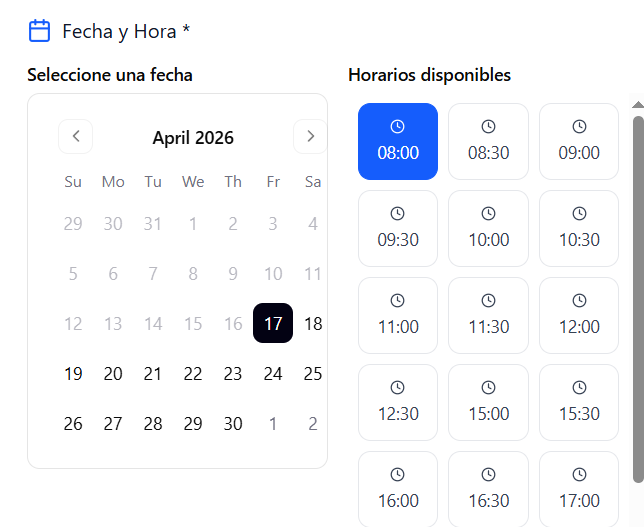 Fecha y Hora *
Seleccione una fecha
April 2026
Su Mo Tu We Th Fr Sa
29 30 31 1 2 3 4
5 6 7 8 9 10 11
12 13 14 15 16 17 18
19 20 21 22 23 24 25
26 27 28 29 30 1 2
Horarios disponibles
08:00 08:30 09:00
09:30 10:00 10:30
11:00 11:30 12:00
12:30 15:00 15:30
16:00 16:30 17:00